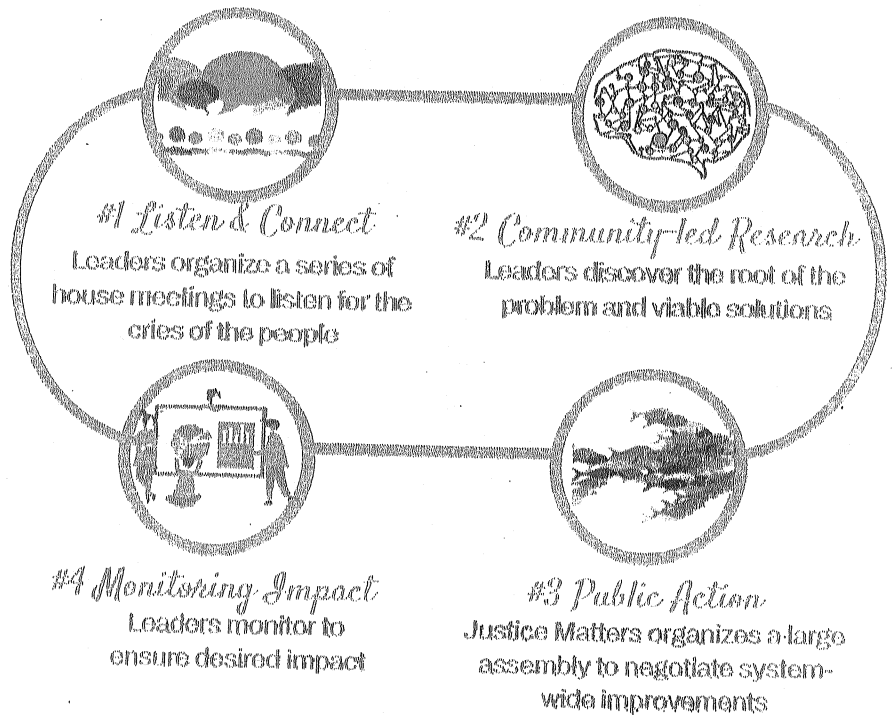 #1 Listen & Connect
Leaders organize a series of
house meetings to listen for the
cries of the people
#2 Community-led Research
Leaders discover the root of the
problem and viable solutions
#3 Public Action
Justice Matters organizes a large
assembly to negotiate system-
wide improvements
#4 Monitoring Impact
Leaders monitor to
ensure desired impact